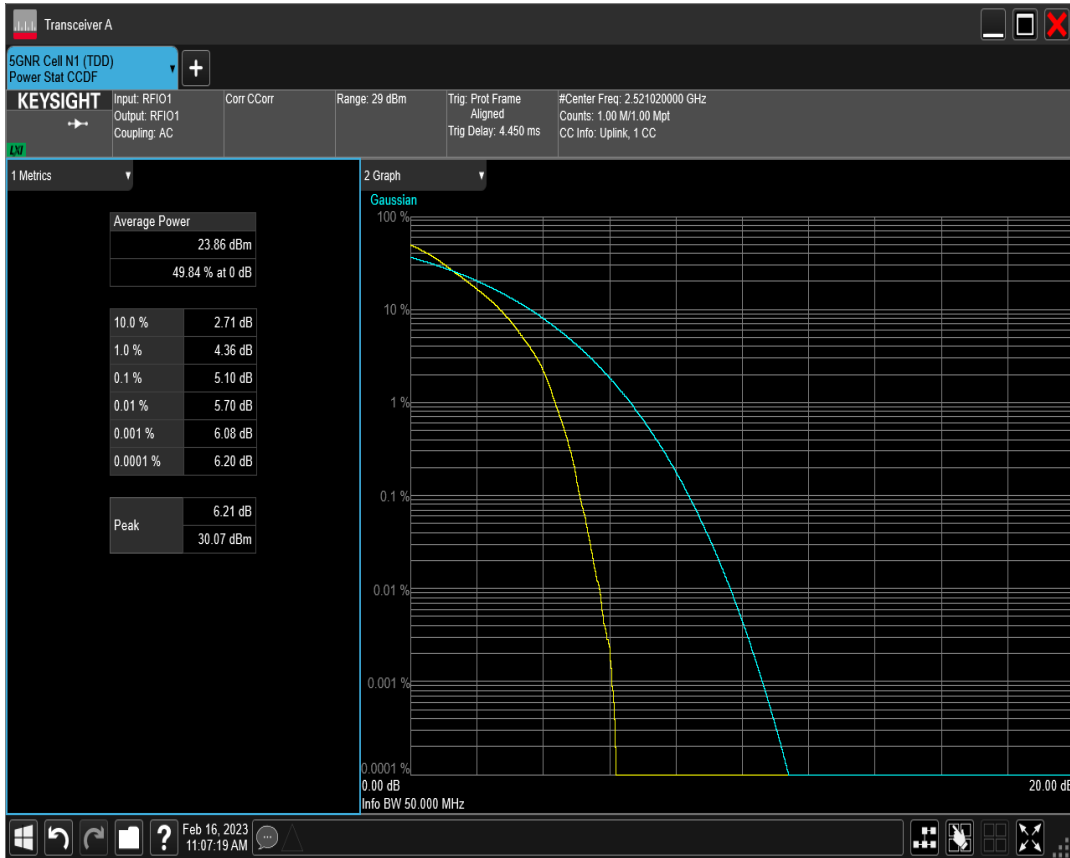 Transceiver A
5GNR Cell N1 (TDD)
Power Stat CCDF
+
KEYSIGHT
LXI
Input: RFIO1
Output: RFIO1
Coupling: AC
Corr CCorr
Range: 29 dBm
Trig: Prot Frame
Aligned
Trig Delay: 4.450 ms
#Center Freq: 2.521020000 GHz
Counts: 1.00 M/1.00 Mpt
CC Info: Uplink, 1 CC
1 Metrics
Average Power
23.86 dBm
49.84 % at 0 dB
10.0 % 2.71 dB
1.0 % 4.36 dB
0.1 % 5.10 dB
0.01 % 5.70 dB
0.001 % 6.08 dB
0.0001 % 6.20 dB
Peak
6.21 dB
30.07 dBm
2 Graph
Gaussian
100 %
10 %
1 %
0.1 %
0.01 %
0.001 %
0.0001 %
0.00 dB
20.00 dB
Info BW 50.000 MHz
?
Feb 16, 2023
11:07:19 AM